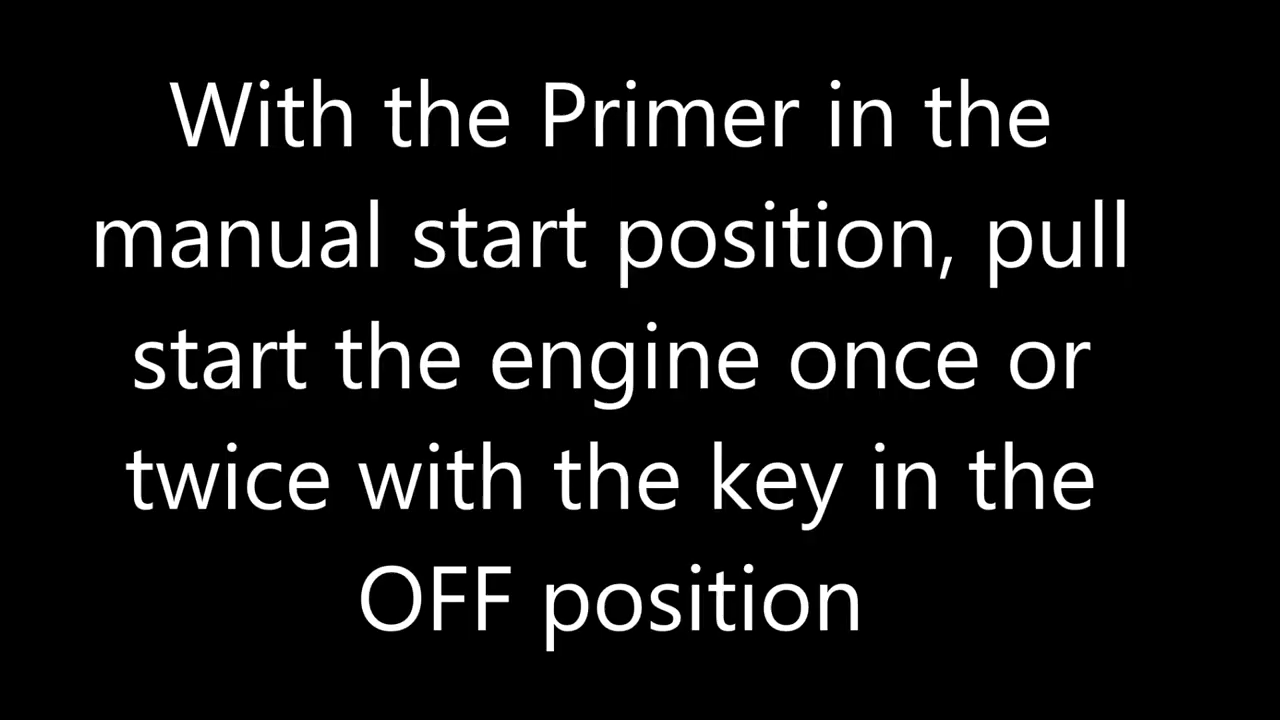 With the Primer in the
manual start position, pull
start the engine once or
twice with the key in the
OFF position